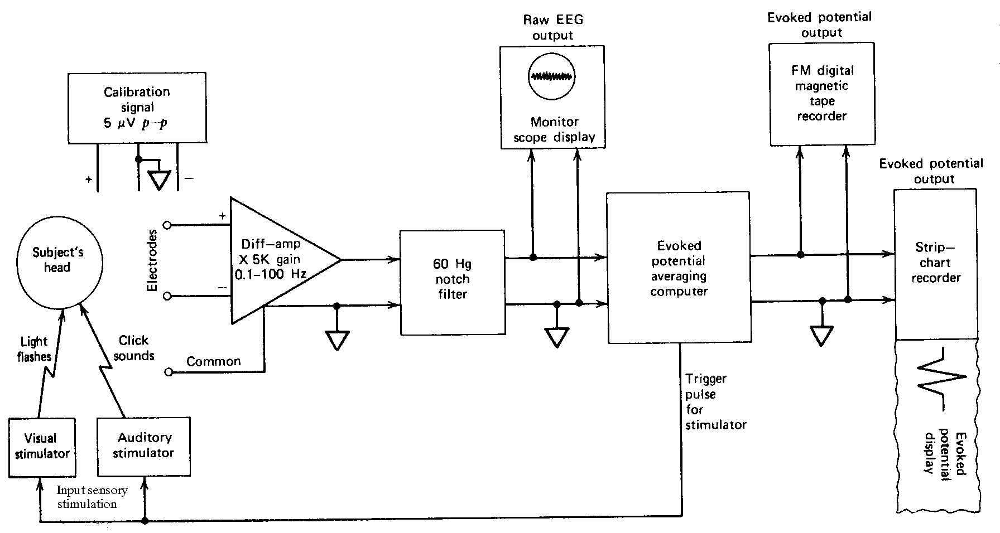 Raw EEG
output
Evoked potential
output
Calibration
signal
5 μV p–p
+
–
Monitor
scope display
FM digital
magnetic
tape
recorder
Evoked potential
output
Subject's
head
Electrodes
+
–
Diff–amp
X 5K gain
0.1–100 Hz
60 Hg
notch
filter
Evoked
potential
averaging
computer
Strip–
chart
recorder
Light
flashes
Click
sounds
Common
Trigger
pulse
for
stimulator
Visual
stimulator
Auditory
stimulator
Evoked
potential
display
Input sensory
stimulation